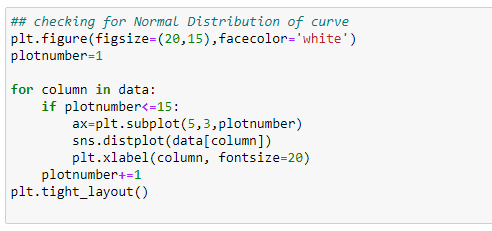 ## checking for Normal Distribution of curve
plt.figure(figsize=(20,15),facecolor='white')
plotnumber=1

for column in data:
    if plotnumber<=15:
        ax=plt.subplot(5,3,plotnumber)
        sns.distplot(data[column])
        plt.xlabel(column, fontsize=20)
    plotnumber+=1
plt.tight_layout()